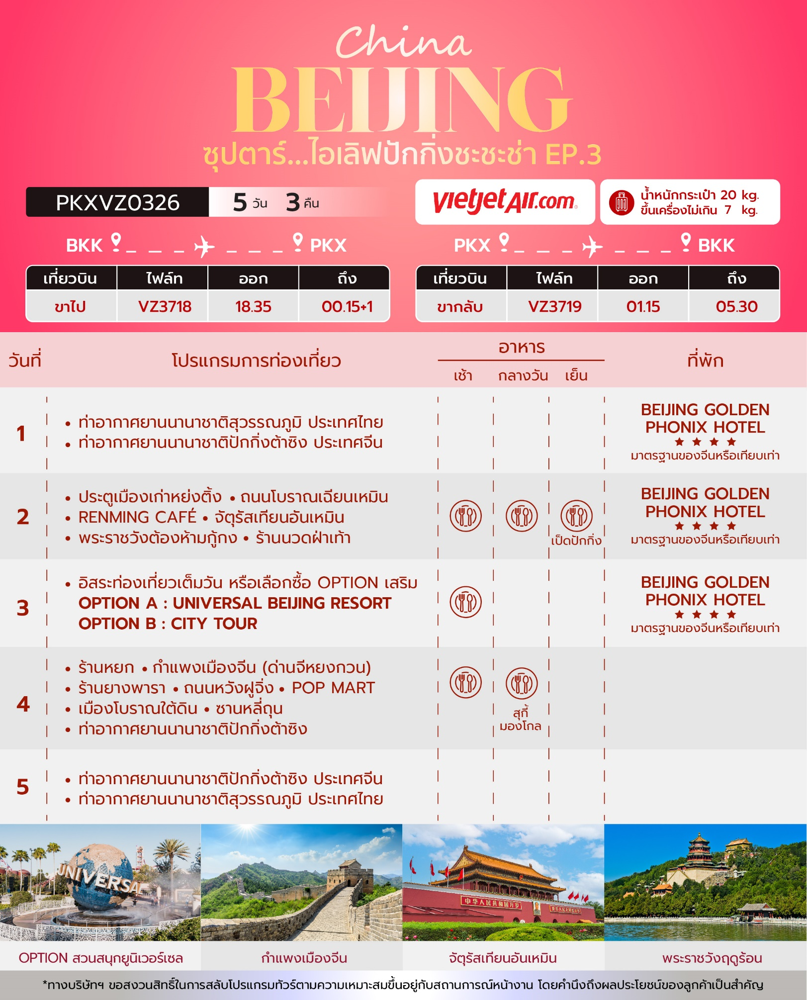 China
BEIJING
ซุปตาร์...ไอเลิฟปักกิ่งชะชะช่า EP.3
PKXVZ0326
5 วัน 3 คืน
vietjetAir.com
น้ำหนักกระเป๋า 20 kg.
ขึ้นเครื่องไม่เกิน 7 kg.
BKK PKX
เที่ยวบิน ไฟล์ท ออก ถึง
ขาไป VZ3718 18.35 00.15+1
PKX BKK
เที่ยวบิน ไฟล์ท ออก ถึง
ขากลับ VZ3719 01.15 05.30
วันที่ โปรแกรมการท่องเที่ยว อาหาร ที่พัก
เช้า กลางวัน เย็น
1
• ท่าอากาศยานนานาชาติสุวรรณภูมิ ประเทศไทย
• ท่าอากาศยานนานาชาติปักกิ่งต้าซิง ประเทศจีน
BEIJING GOLDEN
PHONIX HOTEL
มาตรฐานของจีนหรือเทียบเท่า
2
• ประตูเมืองเก่าหย่งติ้ง • ถนนโบราณเฉียนเหมิน
• RENMING CAFÉ • จัตุรัสเทียนอันเหมิน
• พระราชวังต้องห้ามกู้กง • ร้านนวดฝ่าเท้า
เป็ดปักกิ่ง
BEIJING GOLDEN
PHONIX HOTEL
มาตรฐานของจีนหรือเทียบเท่า
3
• อิสระท่องเที่ยวเต็มวัน หรือเลือกซื้อ OPTION เสริม
OPTION A : UNIVERSAL BEIJING RESORT
OPTION B : CITY TOUR
BEIJING GOLDEN
PHONIX HOTEL
มาตรฐานของจีนหรือเทียบเท่า
4
• ร้านหยก • กำแพงเมืองจีน (ด่านจีหยงกวน)
• ร้านยางพารา • ถนนหวังฝูจิ่ง • POP MART
• เมืองโบราณใต้ดิน • ซานหลี่ถุน
• ท่าอากาศยานนานาชาติปักกิ่งต้าซิง
สุกี้
มองโกล
5
• ท่าอากาศยานนานาชาติปักกิ่งต้าซิง ประเทศจีน
• ท่าอากาศยานนานาชาติสุวรรณภูมิ ประเทศไทย
UNIVERSAL
中华人民共和国万岁
世界人民大团结万岁
OPTION สวนสนุกยูนิเวอร์เซล
กำแพงเมืองจีน
จัตุรัสเทียนอันเหมิน
พระราชวังฤดูร้อน
*ทางบริษัทฯ ขอสงวนสิทธิ์ในการสลับโปรแกรมทัวร์ตามความเหมาะสมขึ้นอยู่กับสถานการณ์หน้างาน โดยคำนึงถึงผลประโยชน์ของลูกค้าเป็นสำคัญ